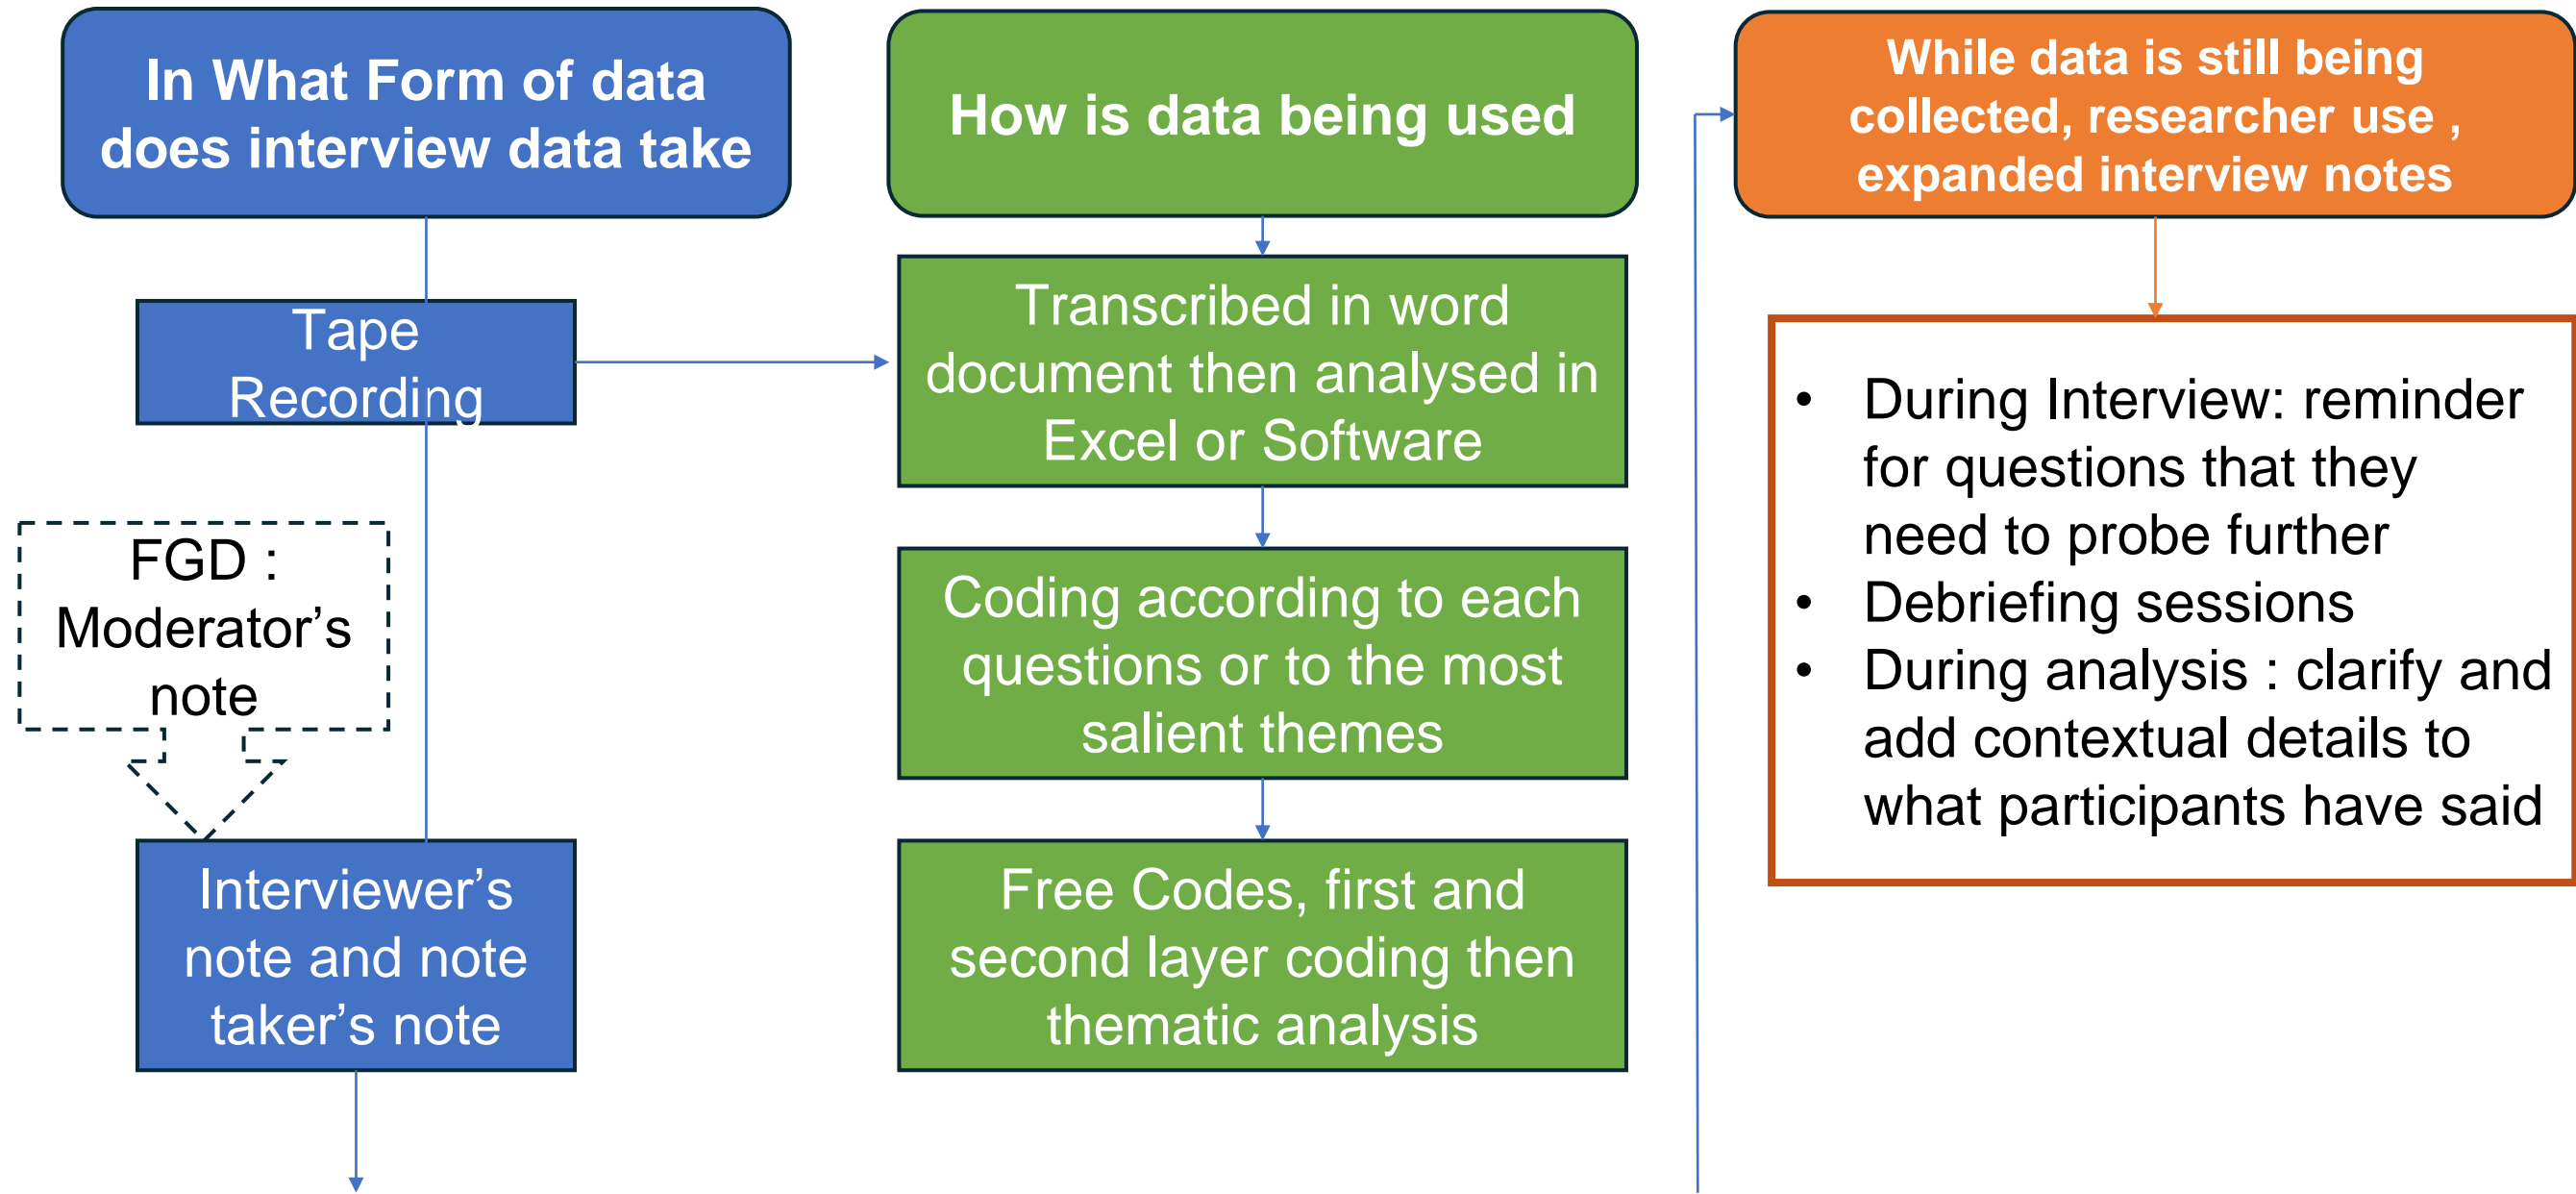 In What Form of data
does interview data take
Tape
Recording
FGD :
Moderator’s
note
Interviewer’s
note and note
taker’s note
How is data being used
Transcribed in word
document then analysed in
Excel or Software
Coding according to each
questions or to the most
salient themes
Free Codes, first and
second layer coding then
thematic analysis
While data is still being
collected, researcher use ,
expanded interview notes
• During Interview: reminder
for questions that they
need to probe further
• Debriefing sessions
• During analysis : clarify and
add contextual details to
what participants have said